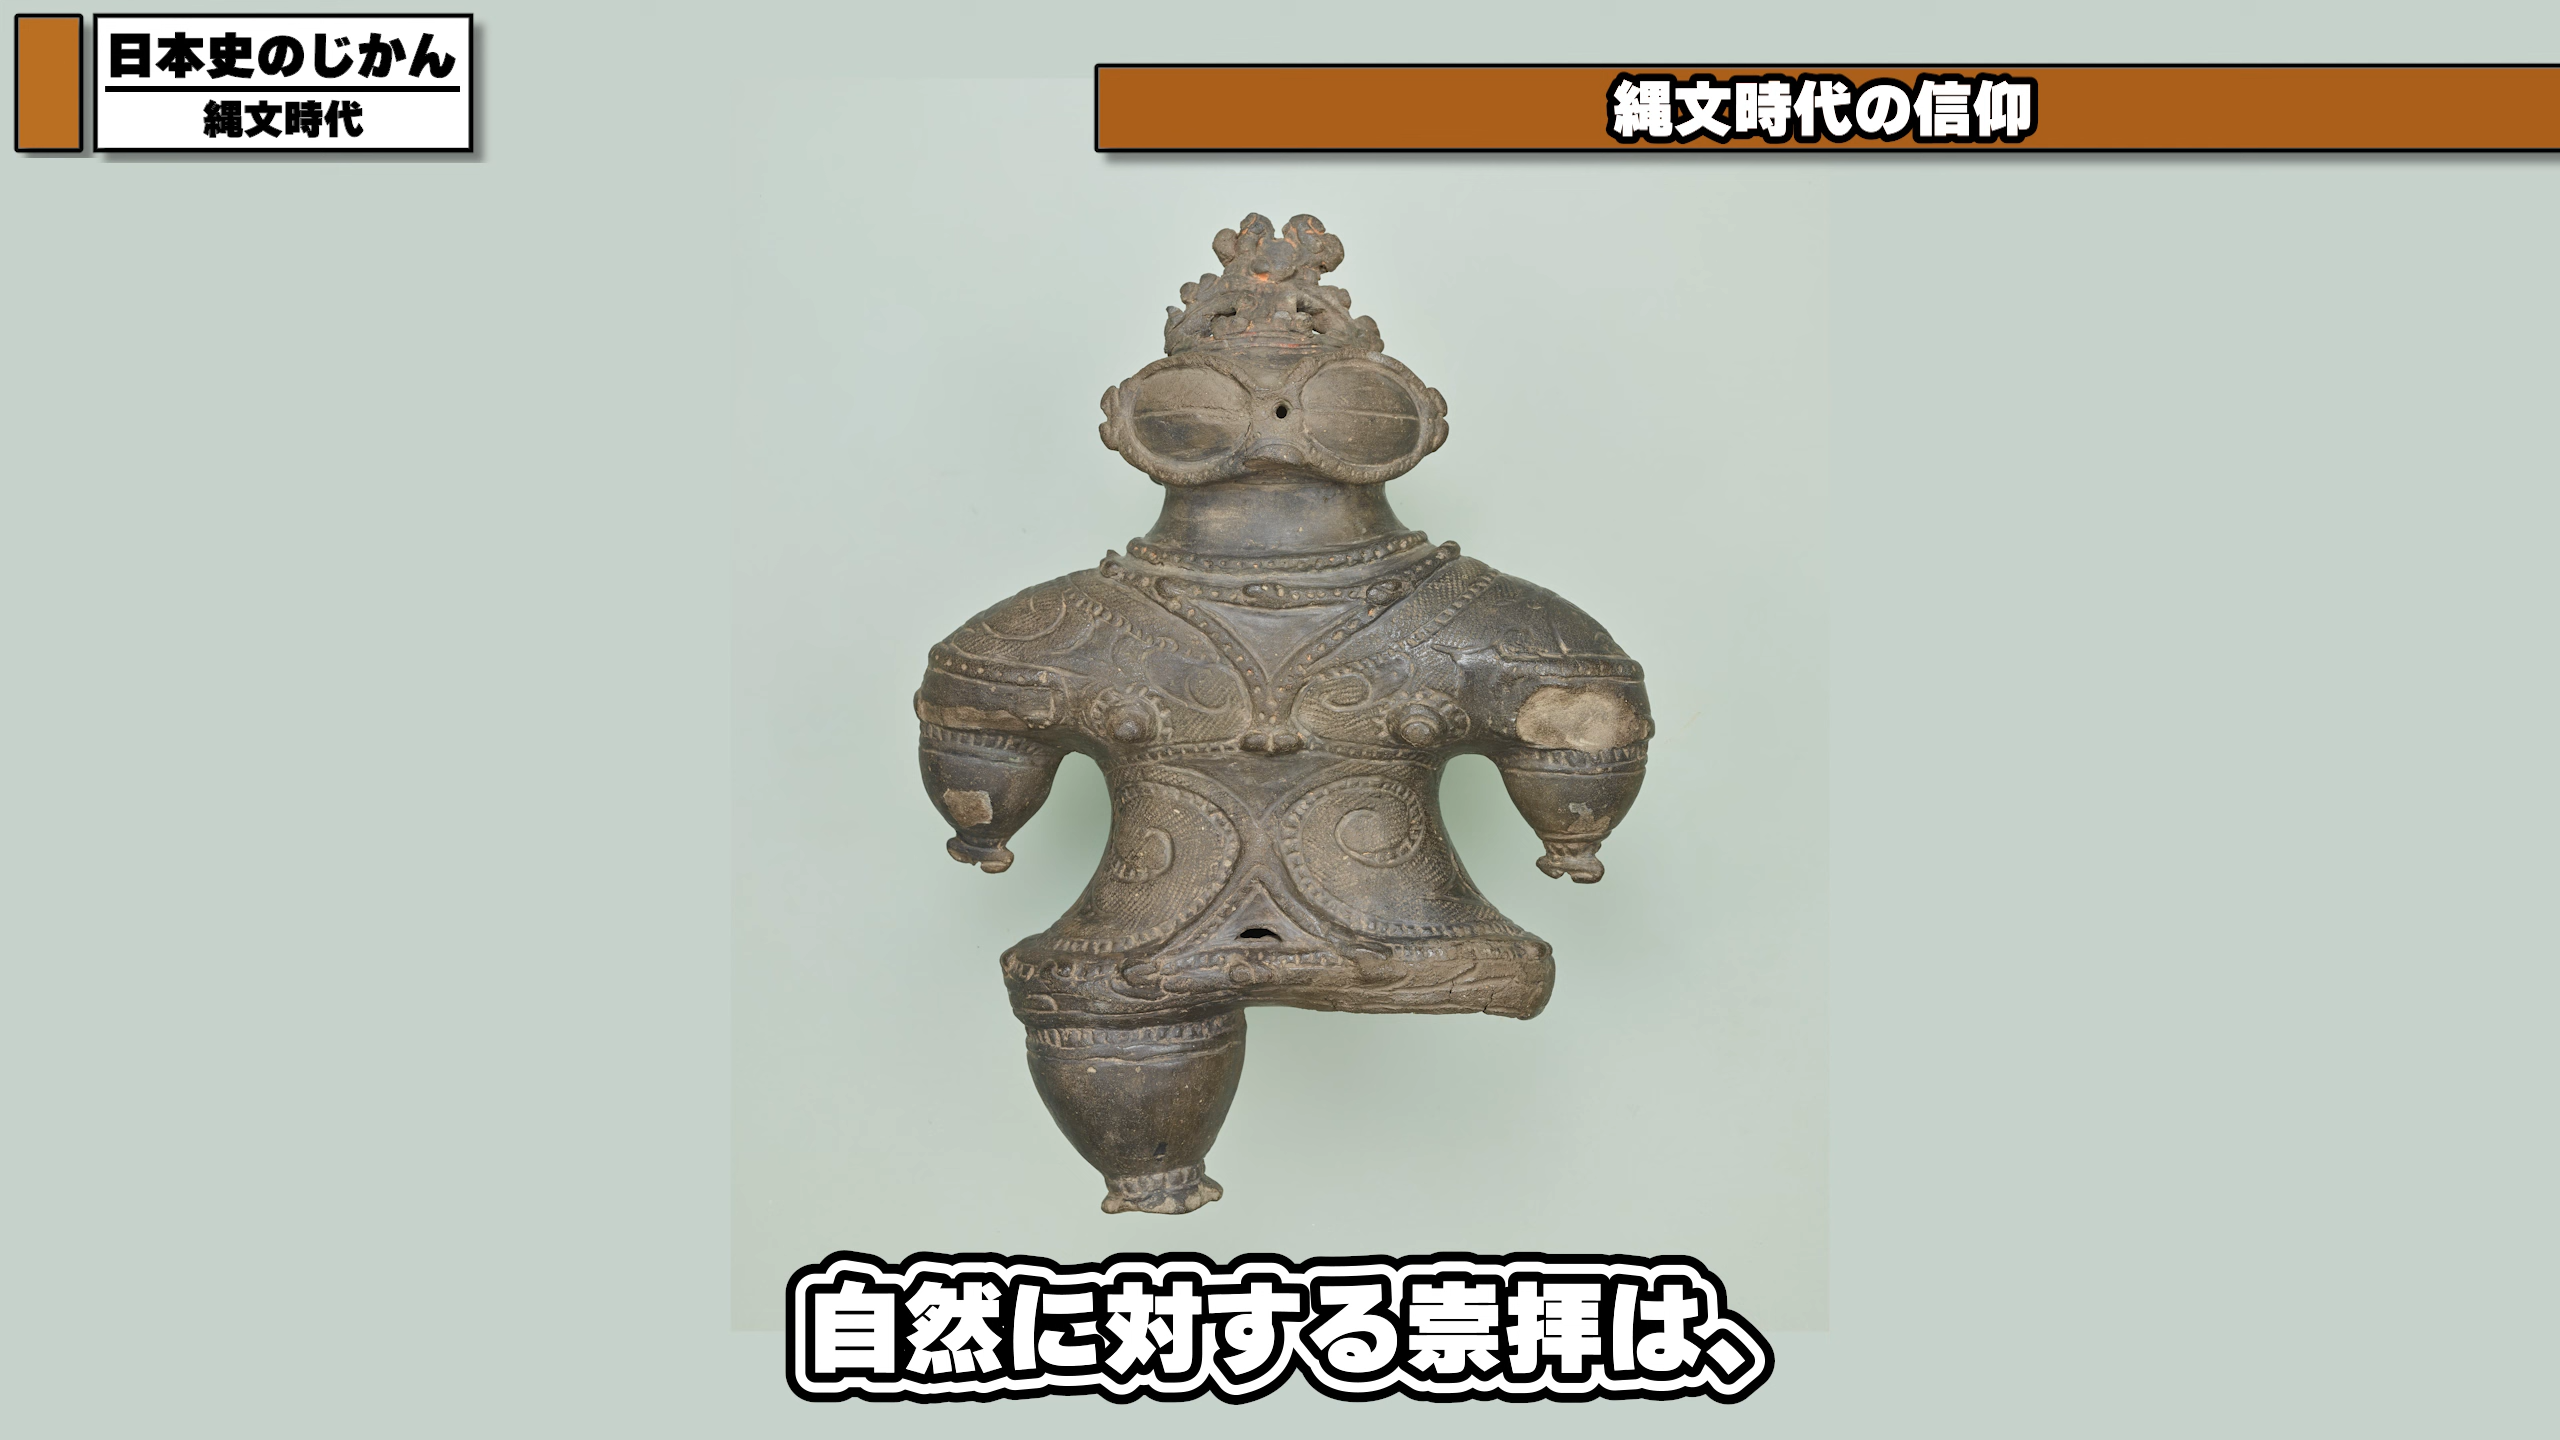 日本史のじかん
縄文時代
縄文時代の信仰
自然に対する崇拝は、